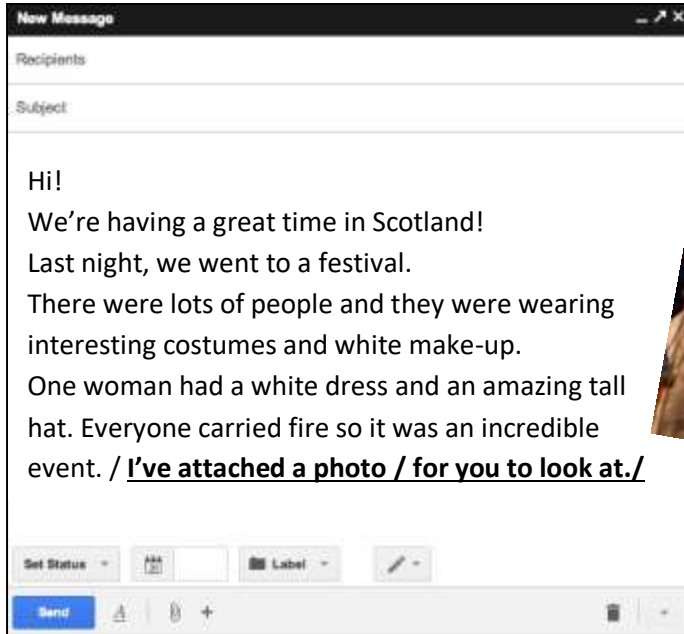 New Message
Recipients
Subject
Hi!
We’re having a great time in Scotland!
Last night, we went to a festival.
There were lots of people and they were wearing
interesting costumes and white make-up.
One woman had a white dress and an amazing tall
hat. Everyone carried fire so it was an incredible
event. / I’ve attached a photo / for you to look at./
Set Status Label
Send A